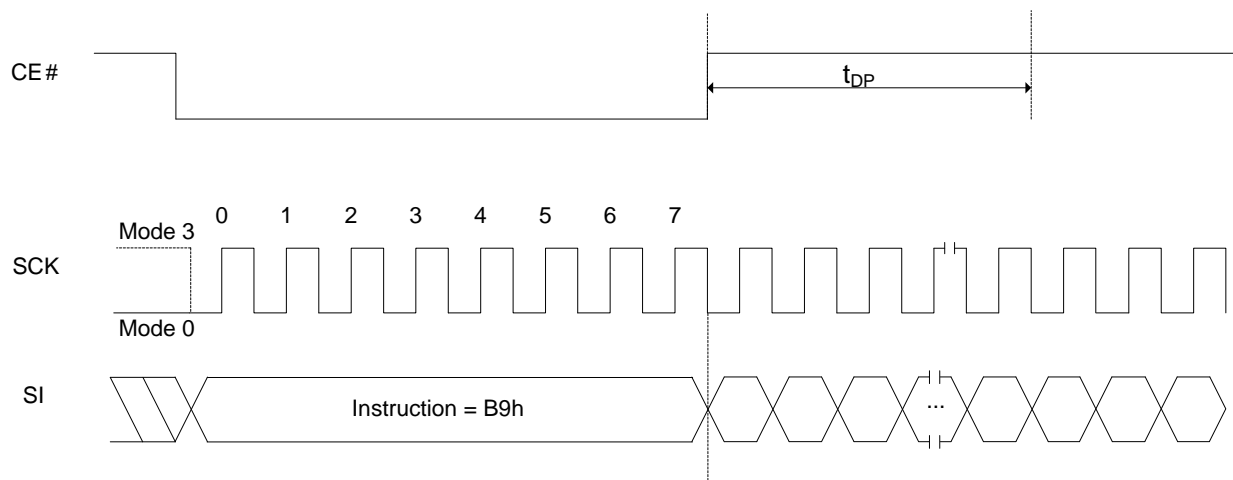 CE#
tDP
0 1 2 3 4 5 6 7
Mode 3
SCK
Mode 0
SI
Instruction = B9h
...